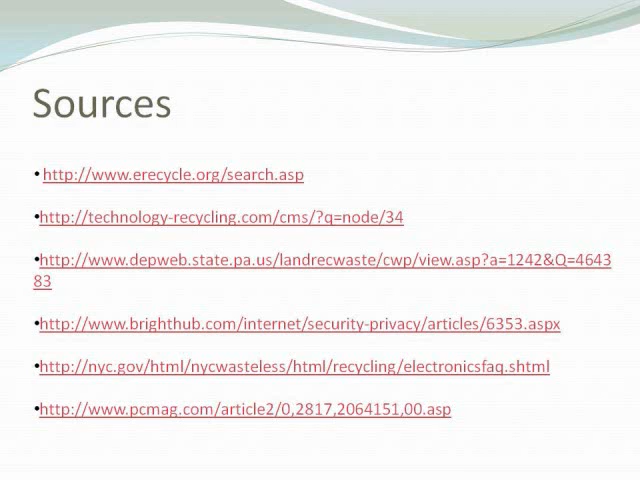 Sources
• http://www.erecycle.org/search.asp
•http://technology-recycling.com/cms/?q=node/34
•http://www.depweb.state.pa.us/landrecwaste/cwp/view.asp?a=1242&Q=4643
83
•http://www.brighthub.com/internet/security-privacy/articles/6353.aspx
•http://nyc.gov/html/nycwasteless/html/recycling/electronicsfaq.shtml
•http://www.pcmag.com/article2/0,2817,2064151,00.asp